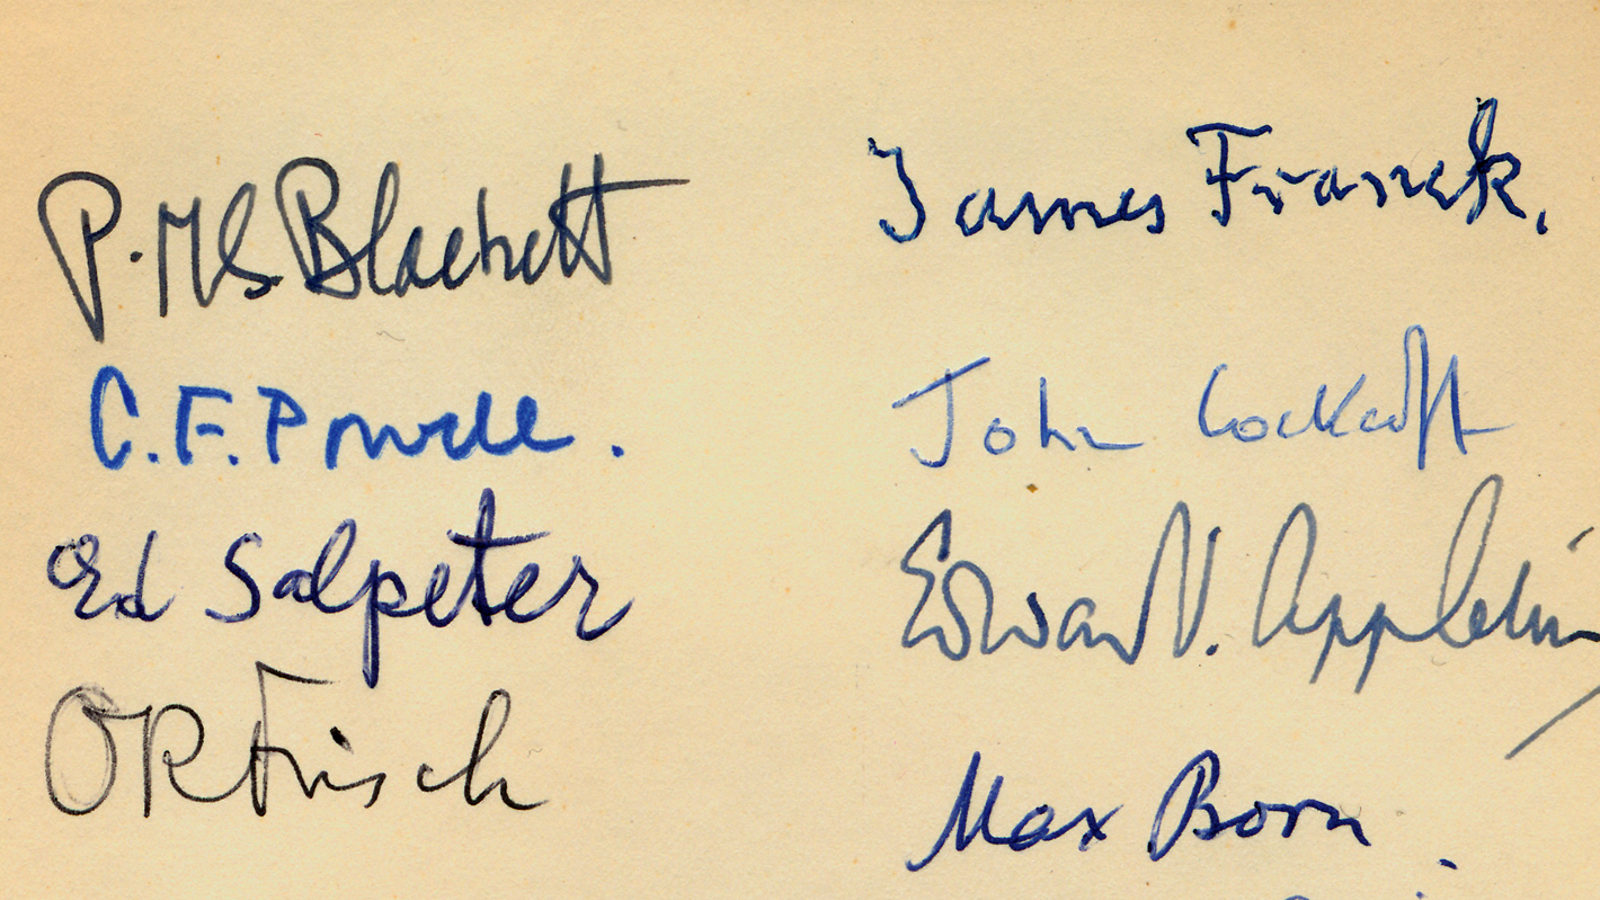 P.M.S. Blackett
C.F. Powell.
Ed Salpeter
O R Frisch
James Franck.
John Cockcroft
Edward V. Appleton
Max Born.